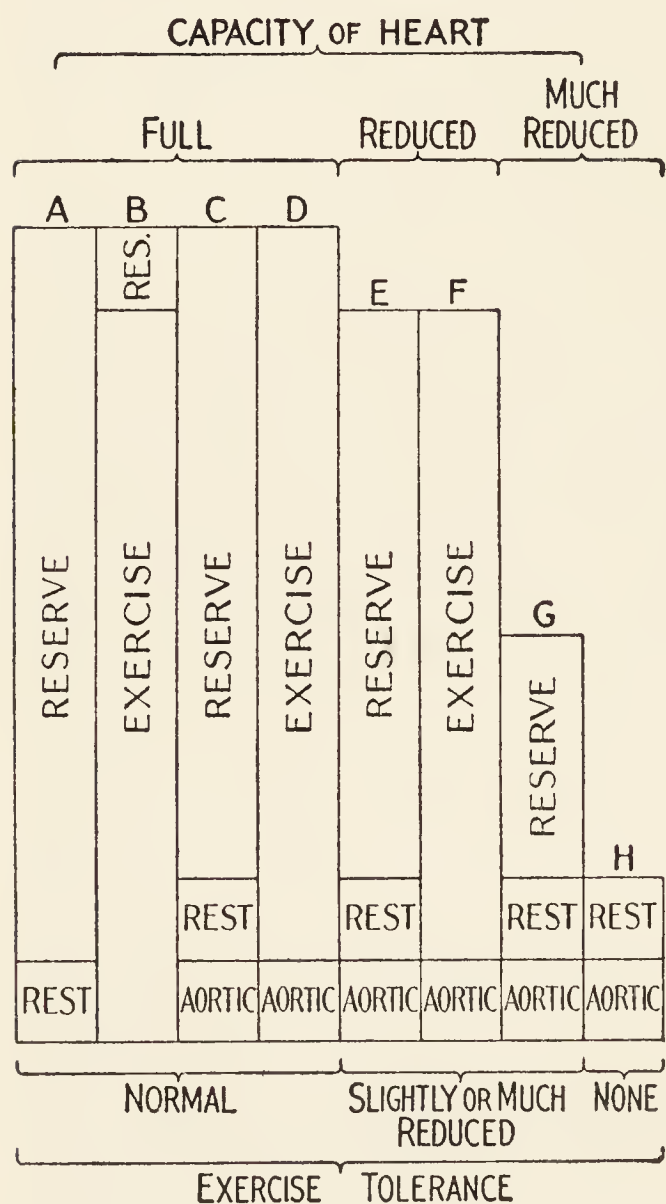 CAPACITY OF HEART
FULL
REDUCED
MUCH
REDUCED
A
B
C
D
E
F
G
H
RESERVE
REST
RES.
EXERCISE
RESERVE
REST
AORTIC
EXERCISE
AORTIC
RESERVE
REST
AORTIC
EXERCISE
AORTIC
RESERVE
REST
AORTIC
REST
AORTIC
NORMAL
SLIGHTLY OR MUCH
REDUCED
NONE
EXERCISE TOLERANCE